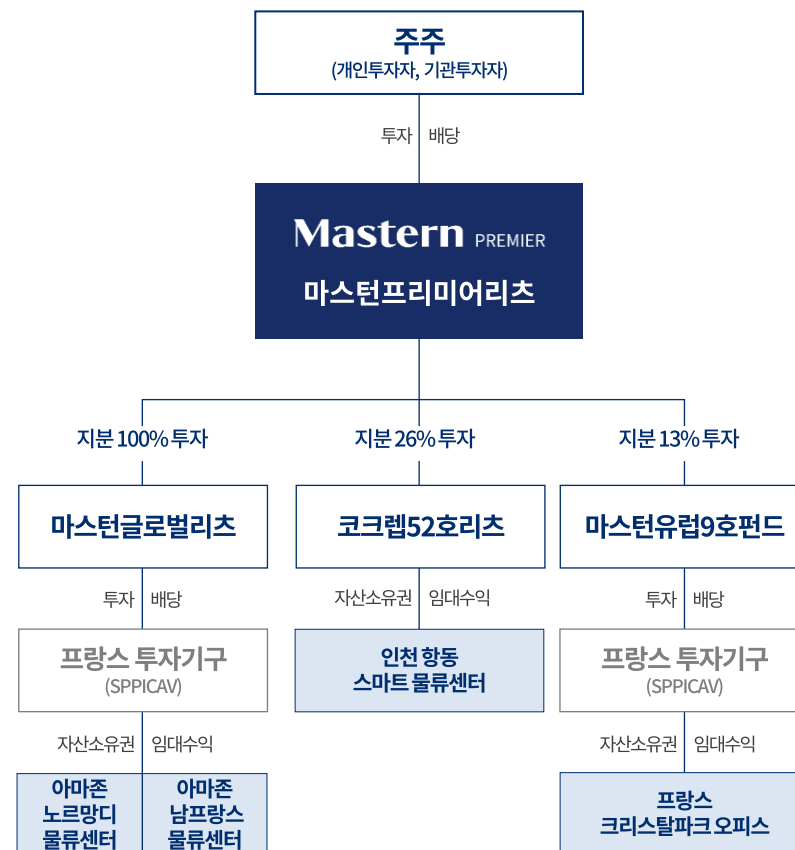 주주
(개인투자자, 기관투자자)
투자 배당
Mastern PREMIER
마스턴프리미어리츠
지분 100% 투자 지분 26% 투자 지분 13% 투자
마스턴글로벌리츠 코크렙52호리츠 마스턴유럽9호펀드
투자 배당 자산소유권 임대수익 투자 배당
프랑스 투자기구
(SPPICAV)
인천 항동
스마트 물류센터
프랑스 투자기구
(SPPICAV)
자산소유권 임대수익 자산소유권 임대수익
아마존
노르망디
물류센터
아마존
남프랑스
물류센터
프랑스
크리스탈파크 오피스